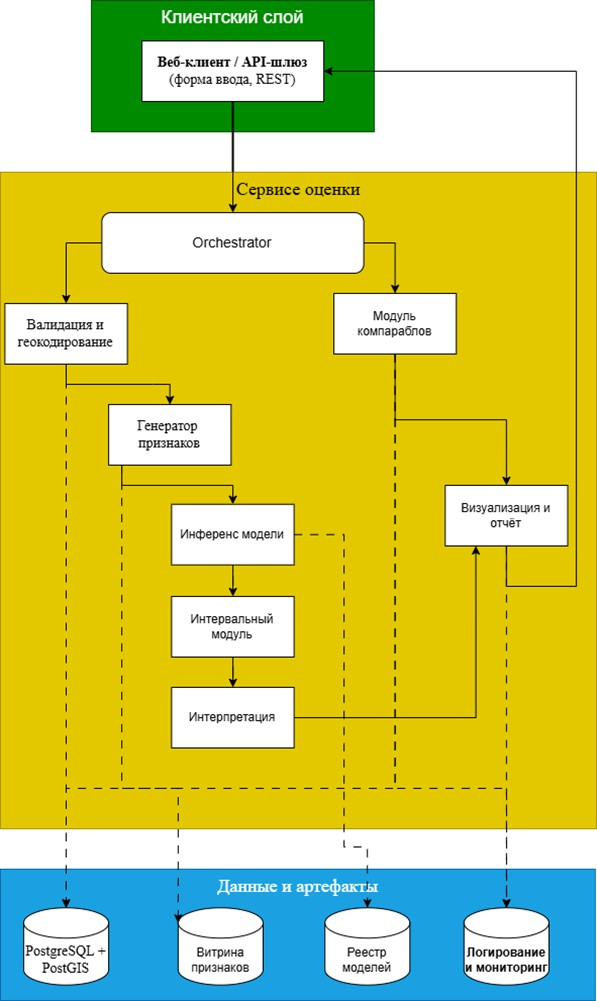 Клиентский слой
Веб-клиент / API-шлюз
(форма ввода, REST)
Сервисе оценки
Orchestrator
Валидация и
геокодирование
Модуль
компараблов
Генератор
признаков
Визуализация и
отчёт
Инференс модели
Интервальный
модуль
Интерпретация
Данные и артефакты
PostgreSQL +
PostGIS
Витрина
признаков
Реестр
моделей
Логирование
и мониторинг